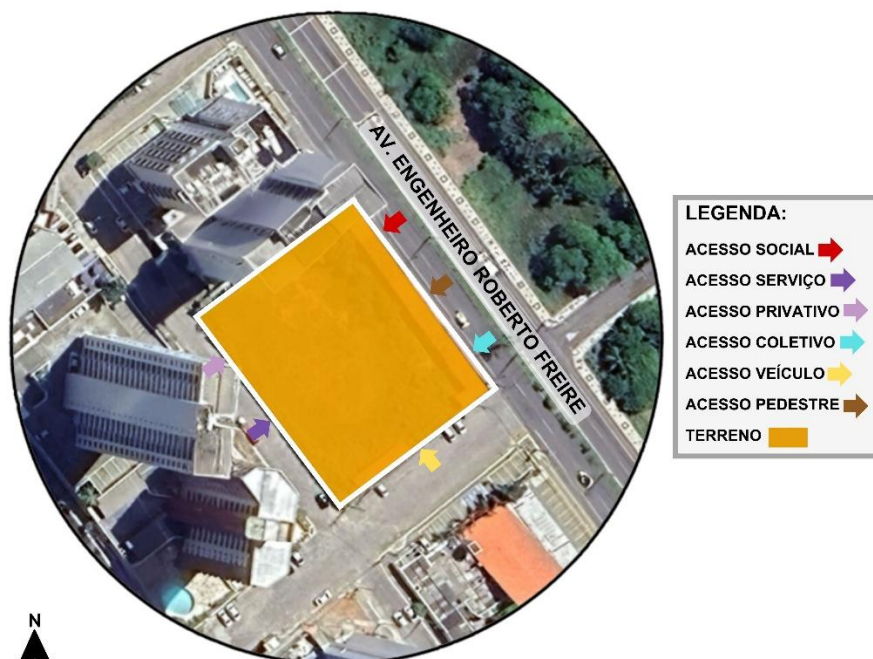 AV. ENGENHEIRO ROBERTO FREIRE
LEGENDA:
ACESSO SOCIAL
ACESSO SERVIÇO
ACESSO PRIVATIVO
ACESSO COLETIVO
ACESSO VEÍCULO
ACESSO PEDESTRE
TERRENO
N